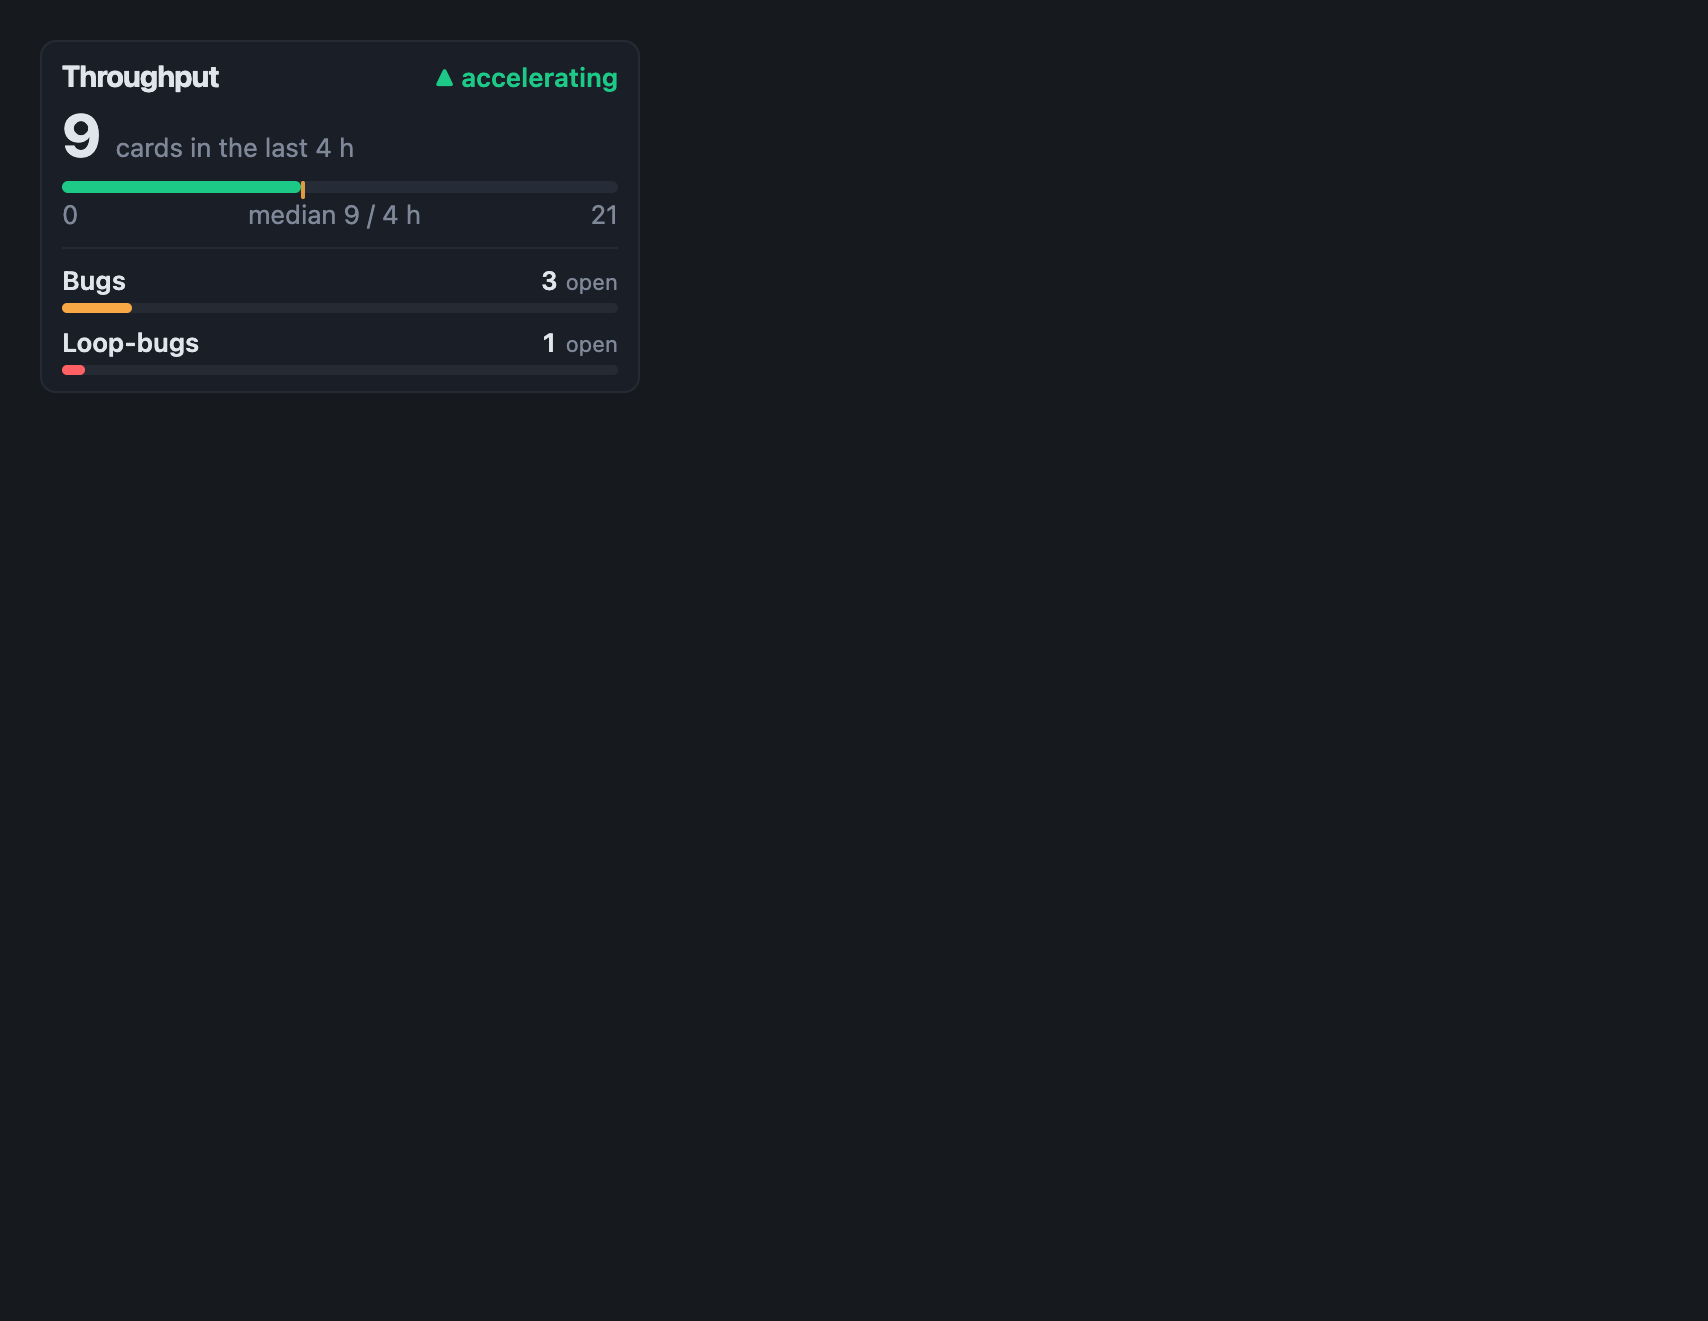 Throughput ▲ accelerating
9 cards in the last 4 h
0 median 9 / 4 h 21
Bugs 3 open
Loop-bugs 1 open